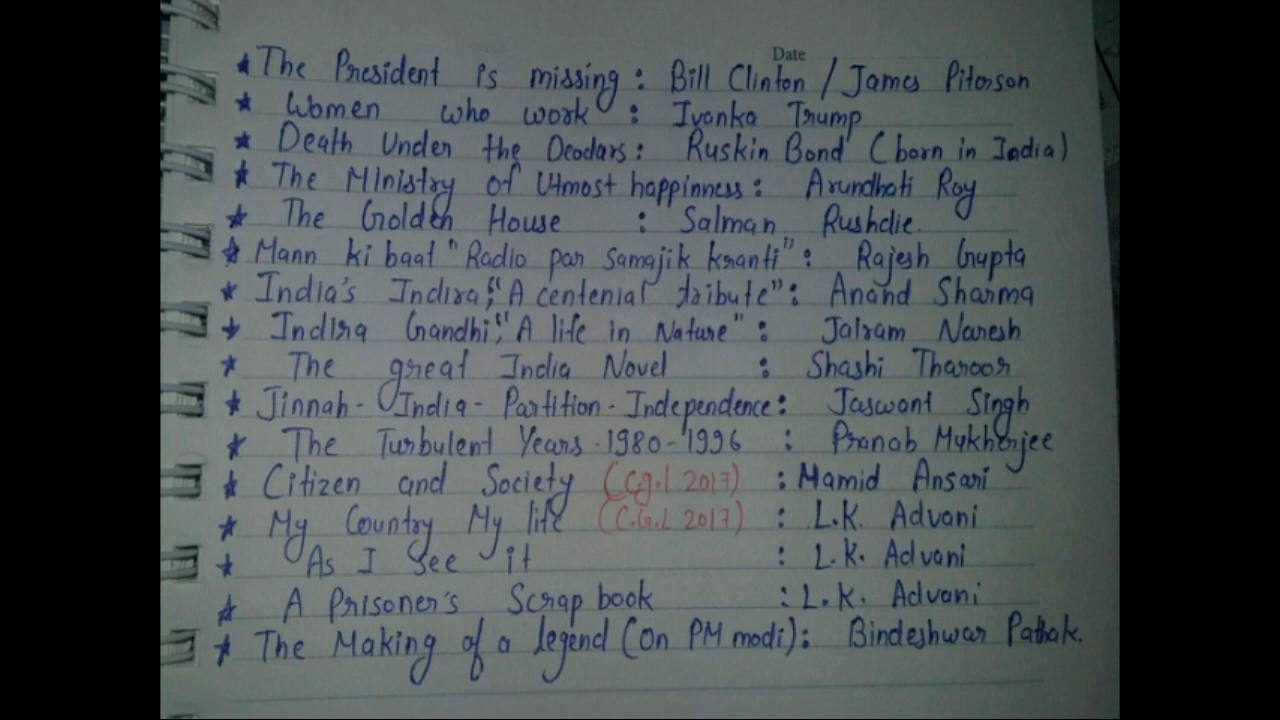 Date
★ The President is missing : Bill Clinton / James Piterson
★ Women who work : Ivanka Trump
★ Death Under the Deodars : Ruskin Bond (born in India)
★ The Ministry of Utmost happinness : Arundhati Roy
★ The Golden House : Salman Rushdie.
★ Mann ki baat "Radio par Samajik kranti" : Rajesh Gupta
★ India's Indira, "A centenial tribute" : Anand Sharma
★ Indira Gandhi, "A life in Nature" : Jairam Naresh
★ The great India Novel : Shashi Tharoor
★ Jinnah - India - Partition - Independence : Jaswant Singh
★ The Turbulent Years · 1980 - 1996 : Pranab Mykherjee
★ Citizen and Society (Cg.l 2017) : Hamid Ansari
★ My Country My life (C.G.L 2017) : L.K. Advani
★ As I See it : L.K. Advani
★ A Prisoner's Scrap book : L.K. Advani
★ The Making of a legend (On PM modi) : Bindeshwar Pathak.